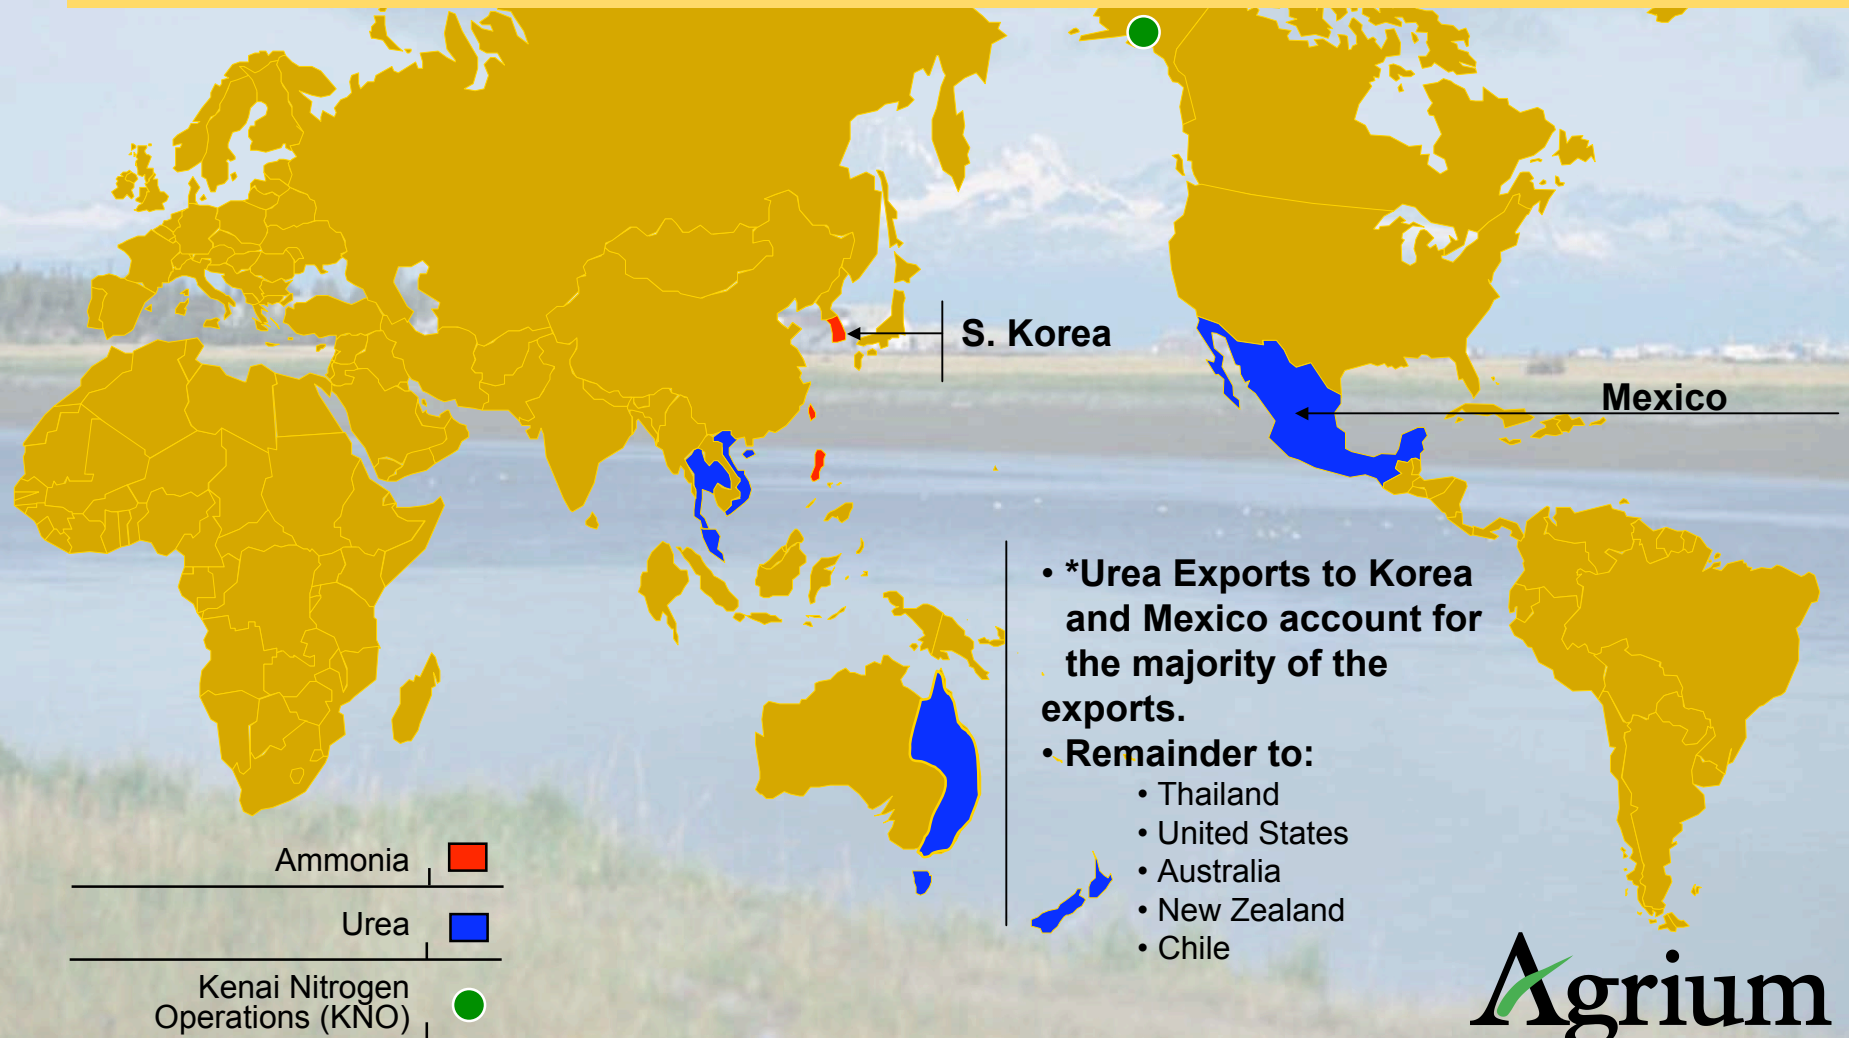 S. Korea
Mexico
• *Urea Exports to Korea
and Mexico account for
the majority of the
exports.
• Remainder to:
• Thailand
• United States
• Australia
• New Zealand
• Chile
Ammonia
Urea
Kenai Nitrogen
Operations (KNO)
Agrium